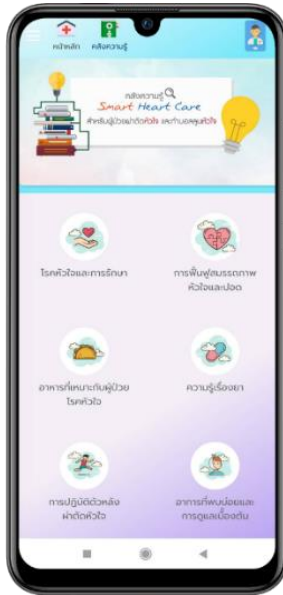 หน้าหลัก คลังความรู้
คลังความรู้
Smart Heart Care
สำหรับผู้ป่วยผ่าตัดหัวใจ และทำบอลลูนหัวใจ
โรคหัวใจและการรักษา
การฟื้นฟูสมรรถภาพ
หัวใจและปอด
อาหารที่เหมาะกับผู้ป่วย
โรคหัวใจ
ความรู้เรื่องยา
การปฏิบัติตัวหลัง
ผ่าตัดหัวใจ
อาการที่พบบ่อยและ
การดูแลเบื้องต้น